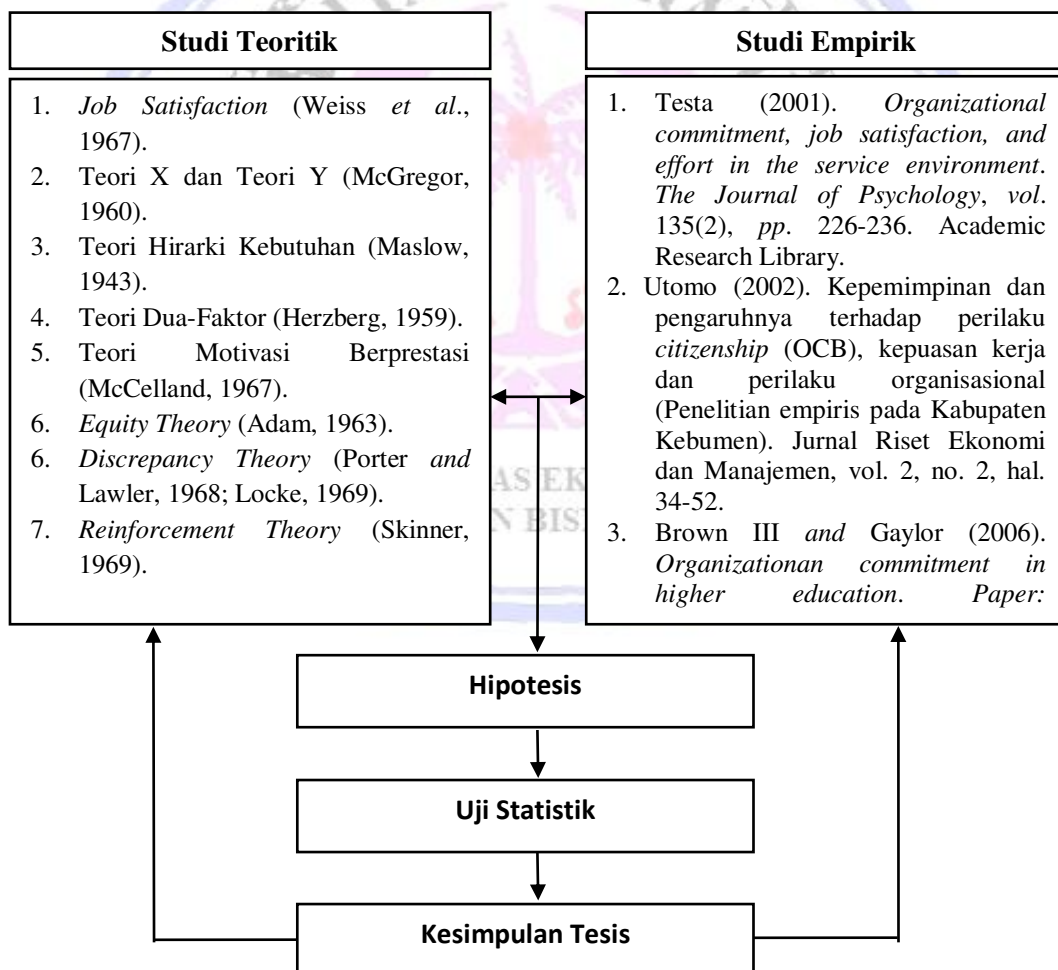 Studi Teoritik
1. Job Satisfaction (Weiss et al.,
1967).
2. Teori X dan Teori Y (McGregor,
1960).
3. Teori Hirarki Kebutuhan (Maslow,
1943).
4. Teori Dua-Faktor (Herzberg, 1959).
5. Teori Motivasi Berprestasi
(McCelland, 1967).
6. Equity Theory (Adam, 1963).
6. Discrepancy Theory (Porter and
Lawler, 1968; Locke, 1969).
7. Reinforcement Theory (Skinner,
1969).
Studi Empirik
1. Testa (2001). Organizational
commitment, job satisfaction, and
effort in the service environment.
The Journal of Psychology, vol.
135(2), pp. 226-236. Academic
Research Library.
2. Utomo (2002). Kepemimpinan dan
pengaruhnya terhadap perilaku
citizenship (OCB), kepuasan kerja
dan perilaku organisasional
(Penelitian empiris pada Kabupaten
Kebumen). Jurnal Riset Ekonomi
dan Manajemen, vol. 2, no. 2, hal.
34-52.
3. Brown III and Gaylor (2006).
Organizationan commitment in
higher education. Paper:
AS EK
N BIS
Hipotesis
Uji Statistik
Kesimpulan Tesis